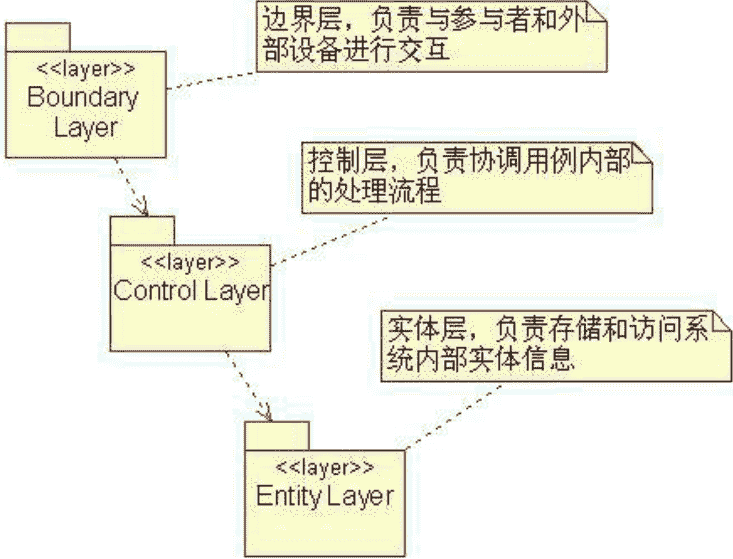 边界层，负责与参与者和外
部设备进行交互
<<layer>>
Boundary
Layer
控制层，负责协调用例内部
的处理流程
<<layer>>
Control Layer
实体层，负责存储和访问系
统内部实体信息
<<layer>>
Entity Layer